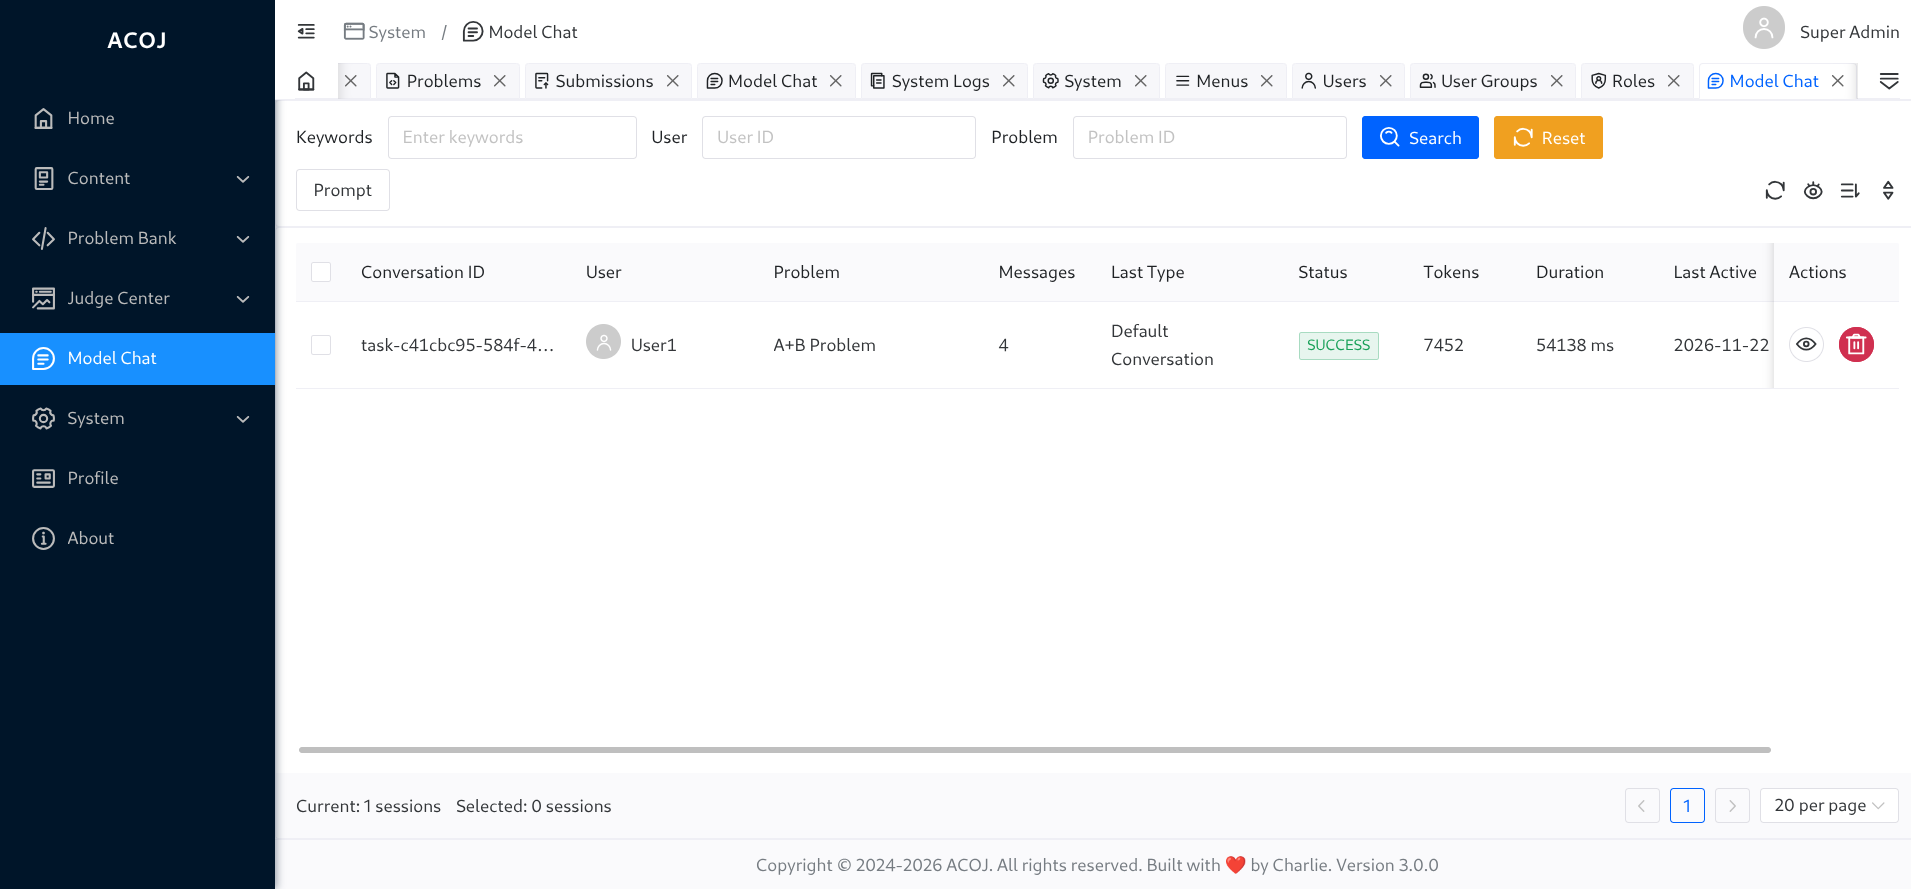 ACOJ
Home
Content
Problem Bank
Judge Center
Model Chat
System
Profile
About
System / Model Chat
Super Admin
Problems
Submissions
Model Chat
System Logs
System
Menus
Users
User Groups
Roles
Model Chat
Keywords Enter keywords User User ID Problem Problem ID Search Reset
Prompt
Conversation ID User Problem Messages Last Type Status Tokens Duration Last Active Actions
task-c41cbc95-584f-4... User1 A+B Problem 4 Default Conversation SUCCESS 7452 54138 ms 2026-11-22
Current: 1 sessions Selected: 0 sessions
1
20 per page
Copyright © 2024-2026 ACOJ. All rights reserved. Built with ❤️ by Charlie. Version 3.0.0